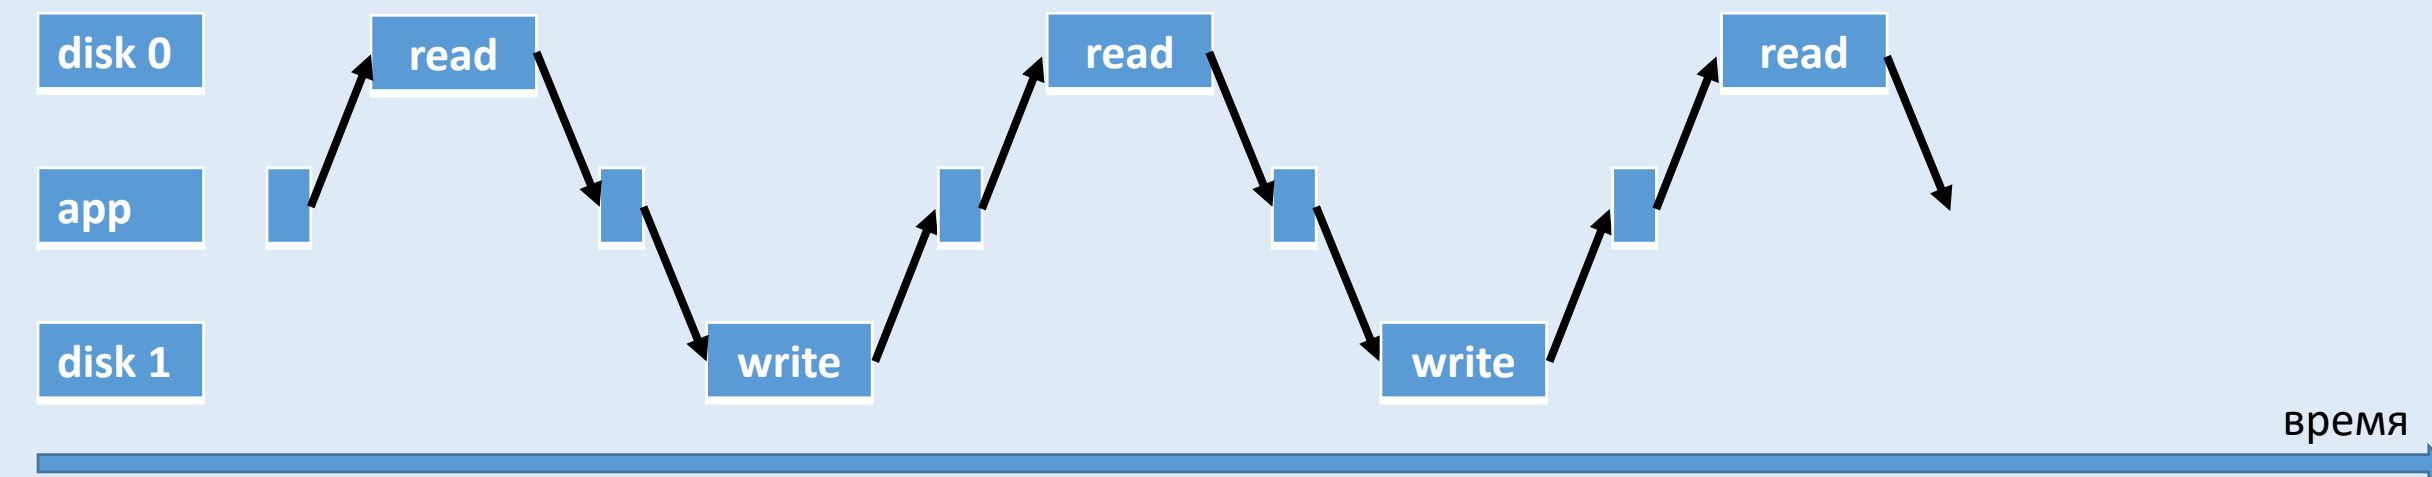 disk 0
read
read
read
app
disk 1
write
write
время